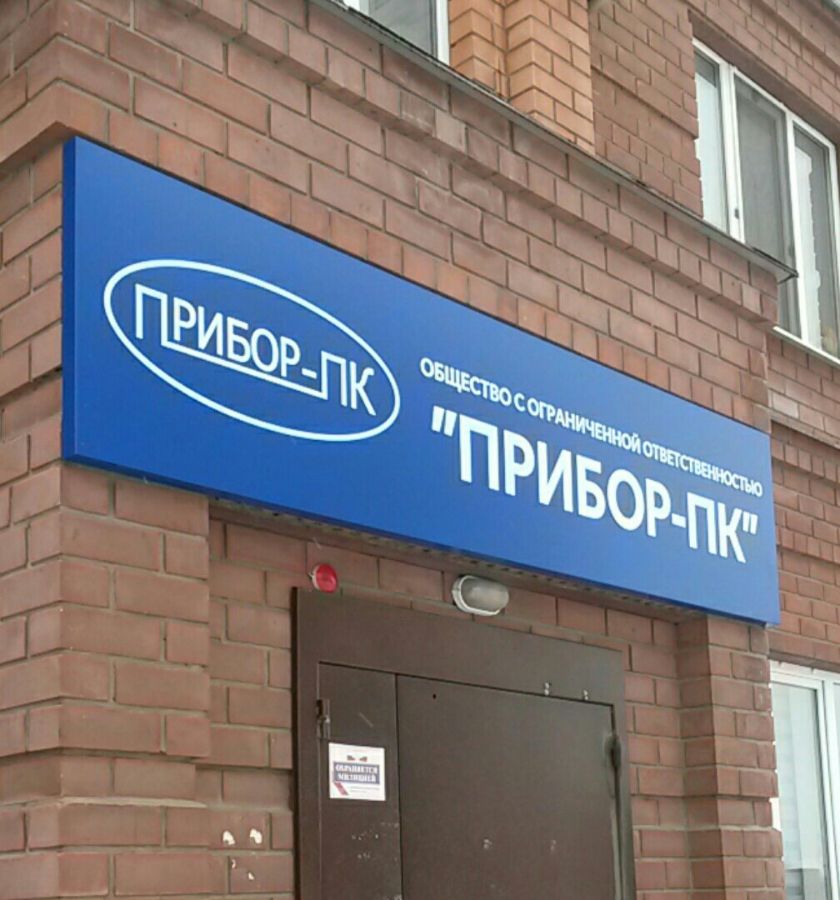 ПРИБОР-ПК
ОБЩЕСТВО С ОГРАНИЧЕННОЙ ОТВЕТСТВЕННОСТЬЮ
"ПРИБОР-ПК"
ОХРАНЯЕТСЯ
МИЛИЦИЕЙ